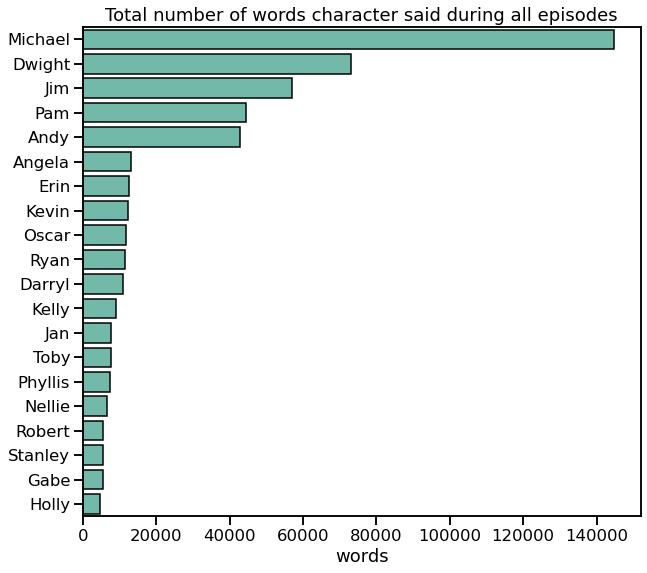 Total number of words character said during all episodes
Michael
Dwight
Jim
Pam
Andy
Angela
Erin
Kevin
Oscar
Ryan
Darryl
Kelly
Jan
Toby
Phyllis
Nellie
Robert
Stanley
Gabe
Holly
0 20000 40000 60000 80000 100000 120000 140000
words